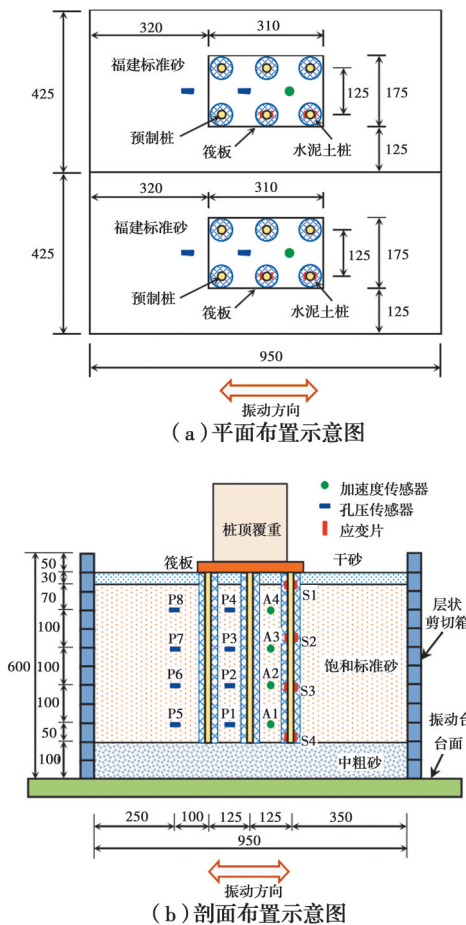 320
310
福建标准砂
425
125
175
预制桩
筏板
水泥土桩
125
320
310
福建标准砂
425
125
175
预制桩
筏板
水泥土桩
125
950
振动方向
(a)平面布置示意图
加速度传感器
孔压传感器
应变片
桩顶覆重
筏板
干砂
50
30
70
100
100
100
50
100
600
P8
P4
A4
S1
P7
P3
A3
S2
P6
P2
A2
S3
P5
P1
A1
S4
饱和标准砂
中粗砂
层状
剪切箱
振动台
台面
250
100
125
125
350
950
振动方向
(b)剖面布置示意图